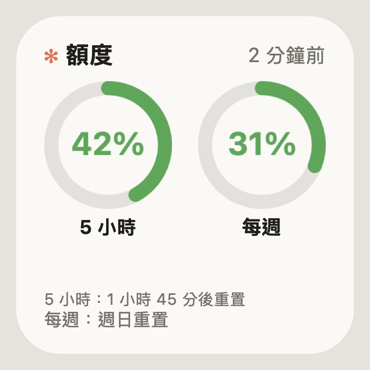 額度
2 分鐘前
42%
31%
5 小時
每週
5 小時：1 小時 45 分後重置
每週：週日重置